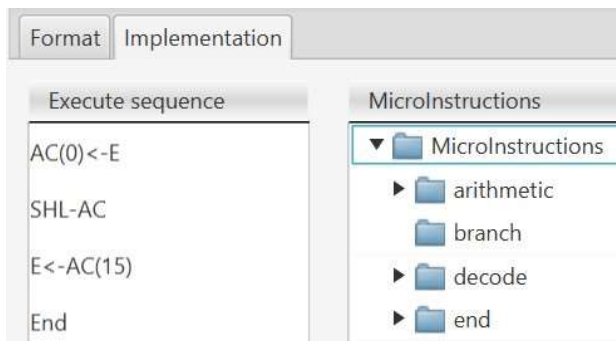 Format Implementation
Execute sequence
AC(0)<-E
SHL-AC
E<-AC(15)
End
MicroInstructions
MicroInstructions
arithmetic
branch
decode
end